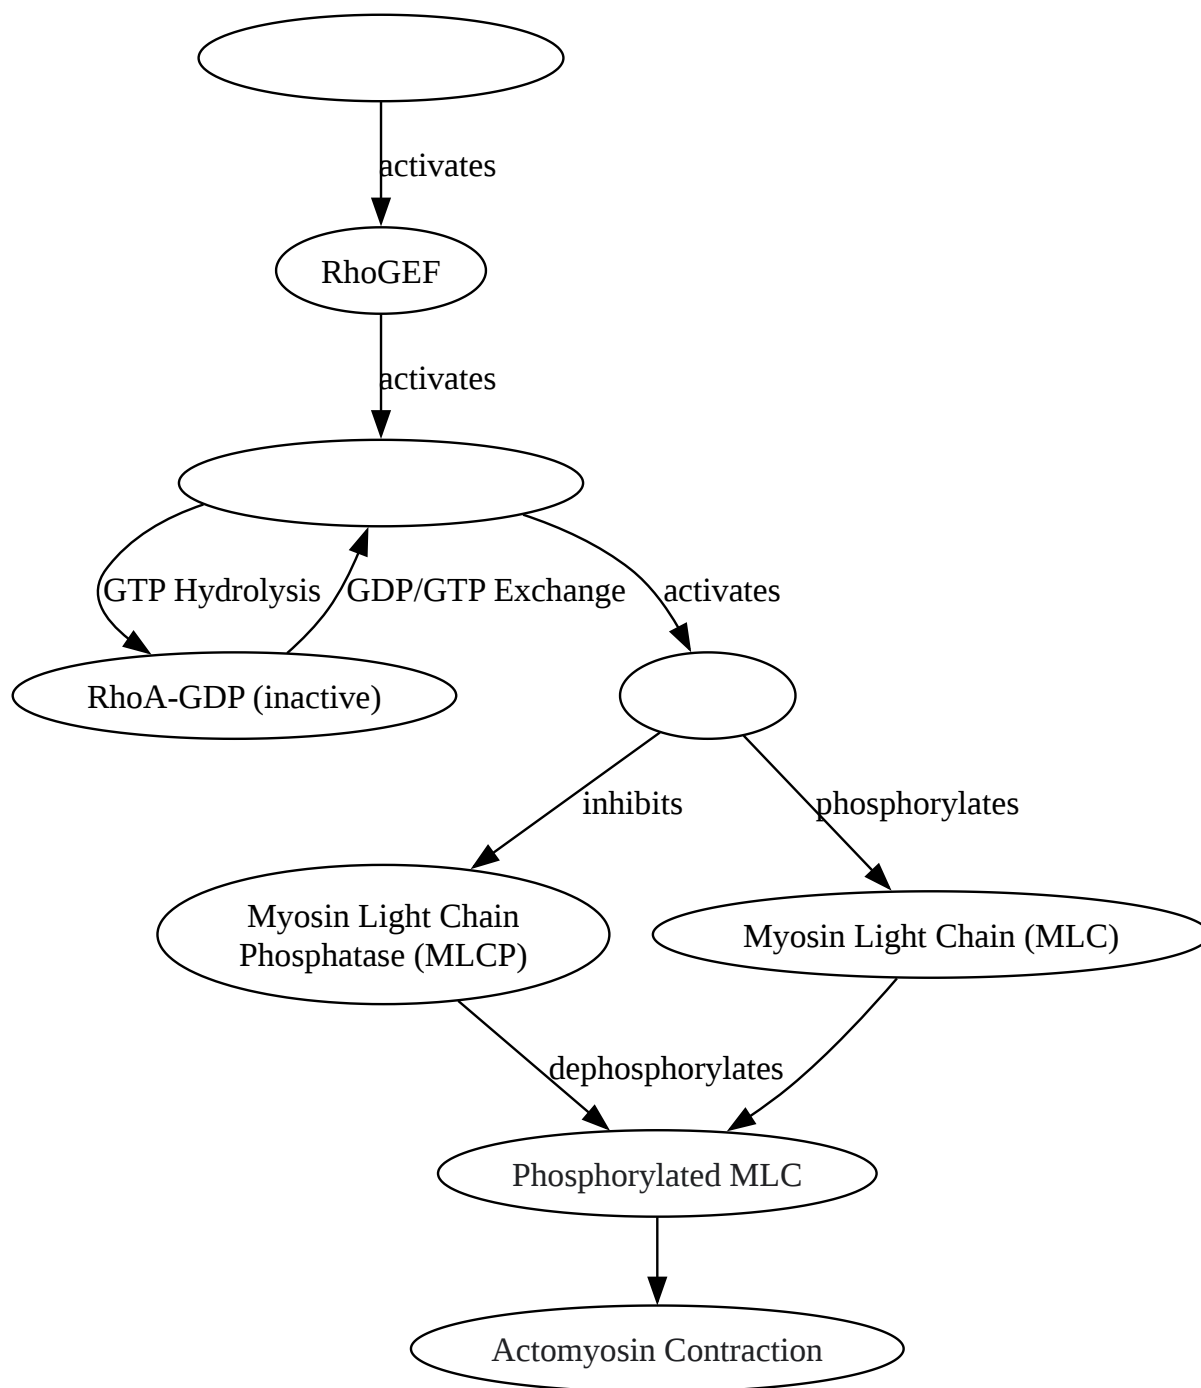 activates
RhoGEF
activates
GTP Hydrolysis
GDP/GTP Exchange
activates
RhoA-GDP (inactive)
inhibits
phosphorylates
Myosin Light Chain
Phosphatase (MLCP)
Myosin Light Chain (MLC)
dephosphorylates
Phosphorylated MLC
Actomyosin Contraction